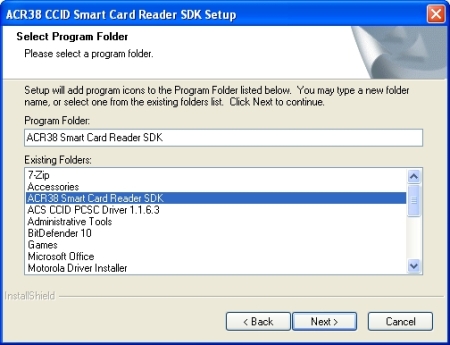 ACR38 CCID Smart Card Reader SDK Setup
Select Program Folder
Please select a program folder.
Setup will add program icons to the Program Folder listed below. You may type a new folder
name, or select one from the existing folders list. Click Next to continue.
Program Folder:
ACR38 Smart Card Reader SDK
Existing Folders:
7-Zip
Accessories
ACR38 Smart Card Reader SDK
ACS CCID PCSC Driver 1.1.6.3
Administrative Tools
BitDefender 10
Games
Microsoft Office
Motorola Driver Installer
InstallShield
< Back
Next >
Cancel